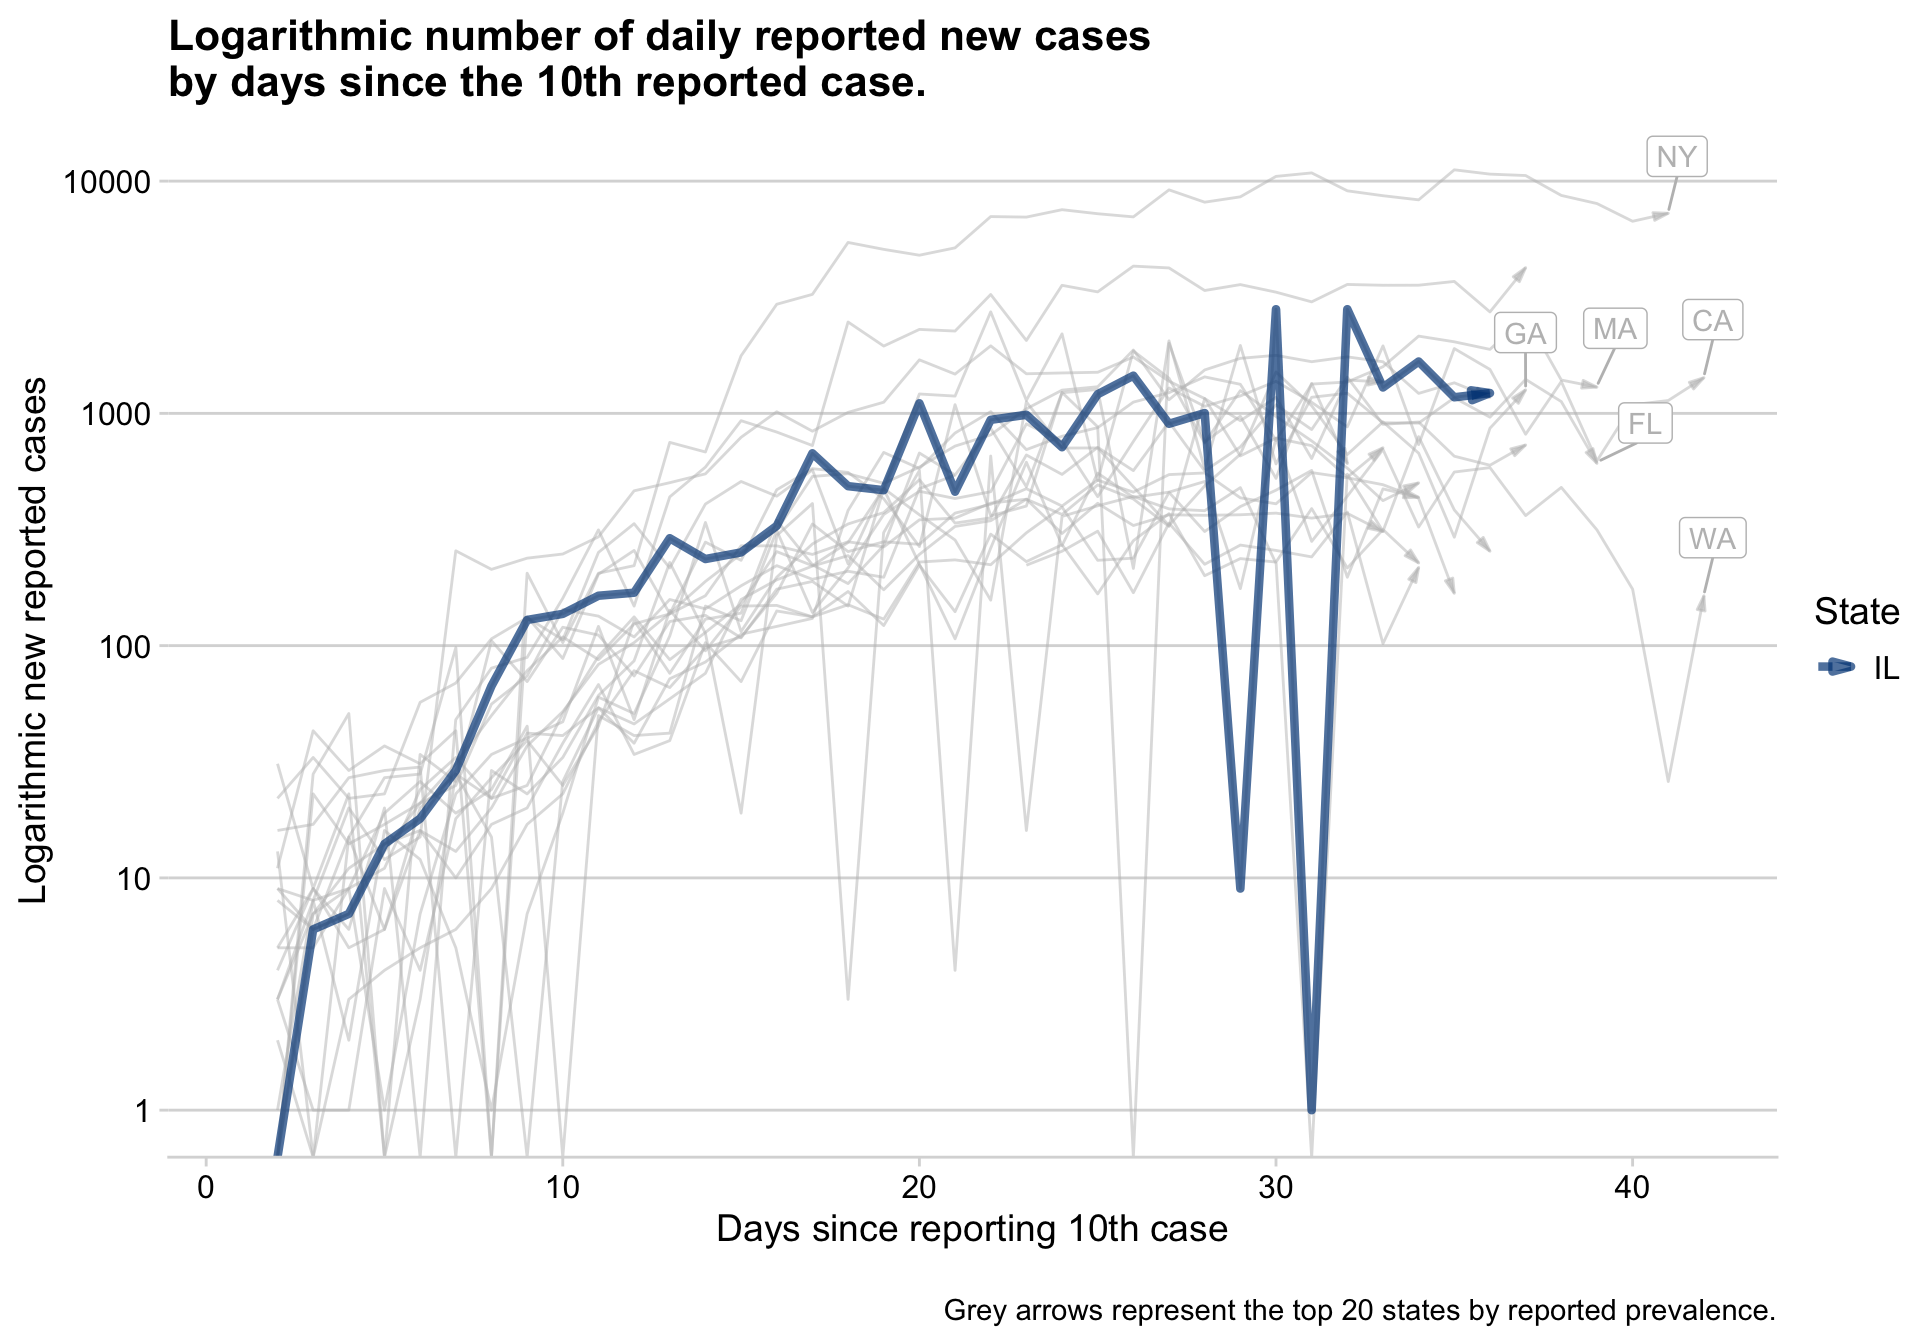 Logarithmic number of daily reported new cases
by days since the 10th reported case.
Logarithmic new reported cases
10000
1000
100
10
1
NY
GA
MA
CA
FL
WA
State
IL
0
10
20
30
40
Days since reporting 10th case
Grey arrows represent the top 20 states by reported prevalence.